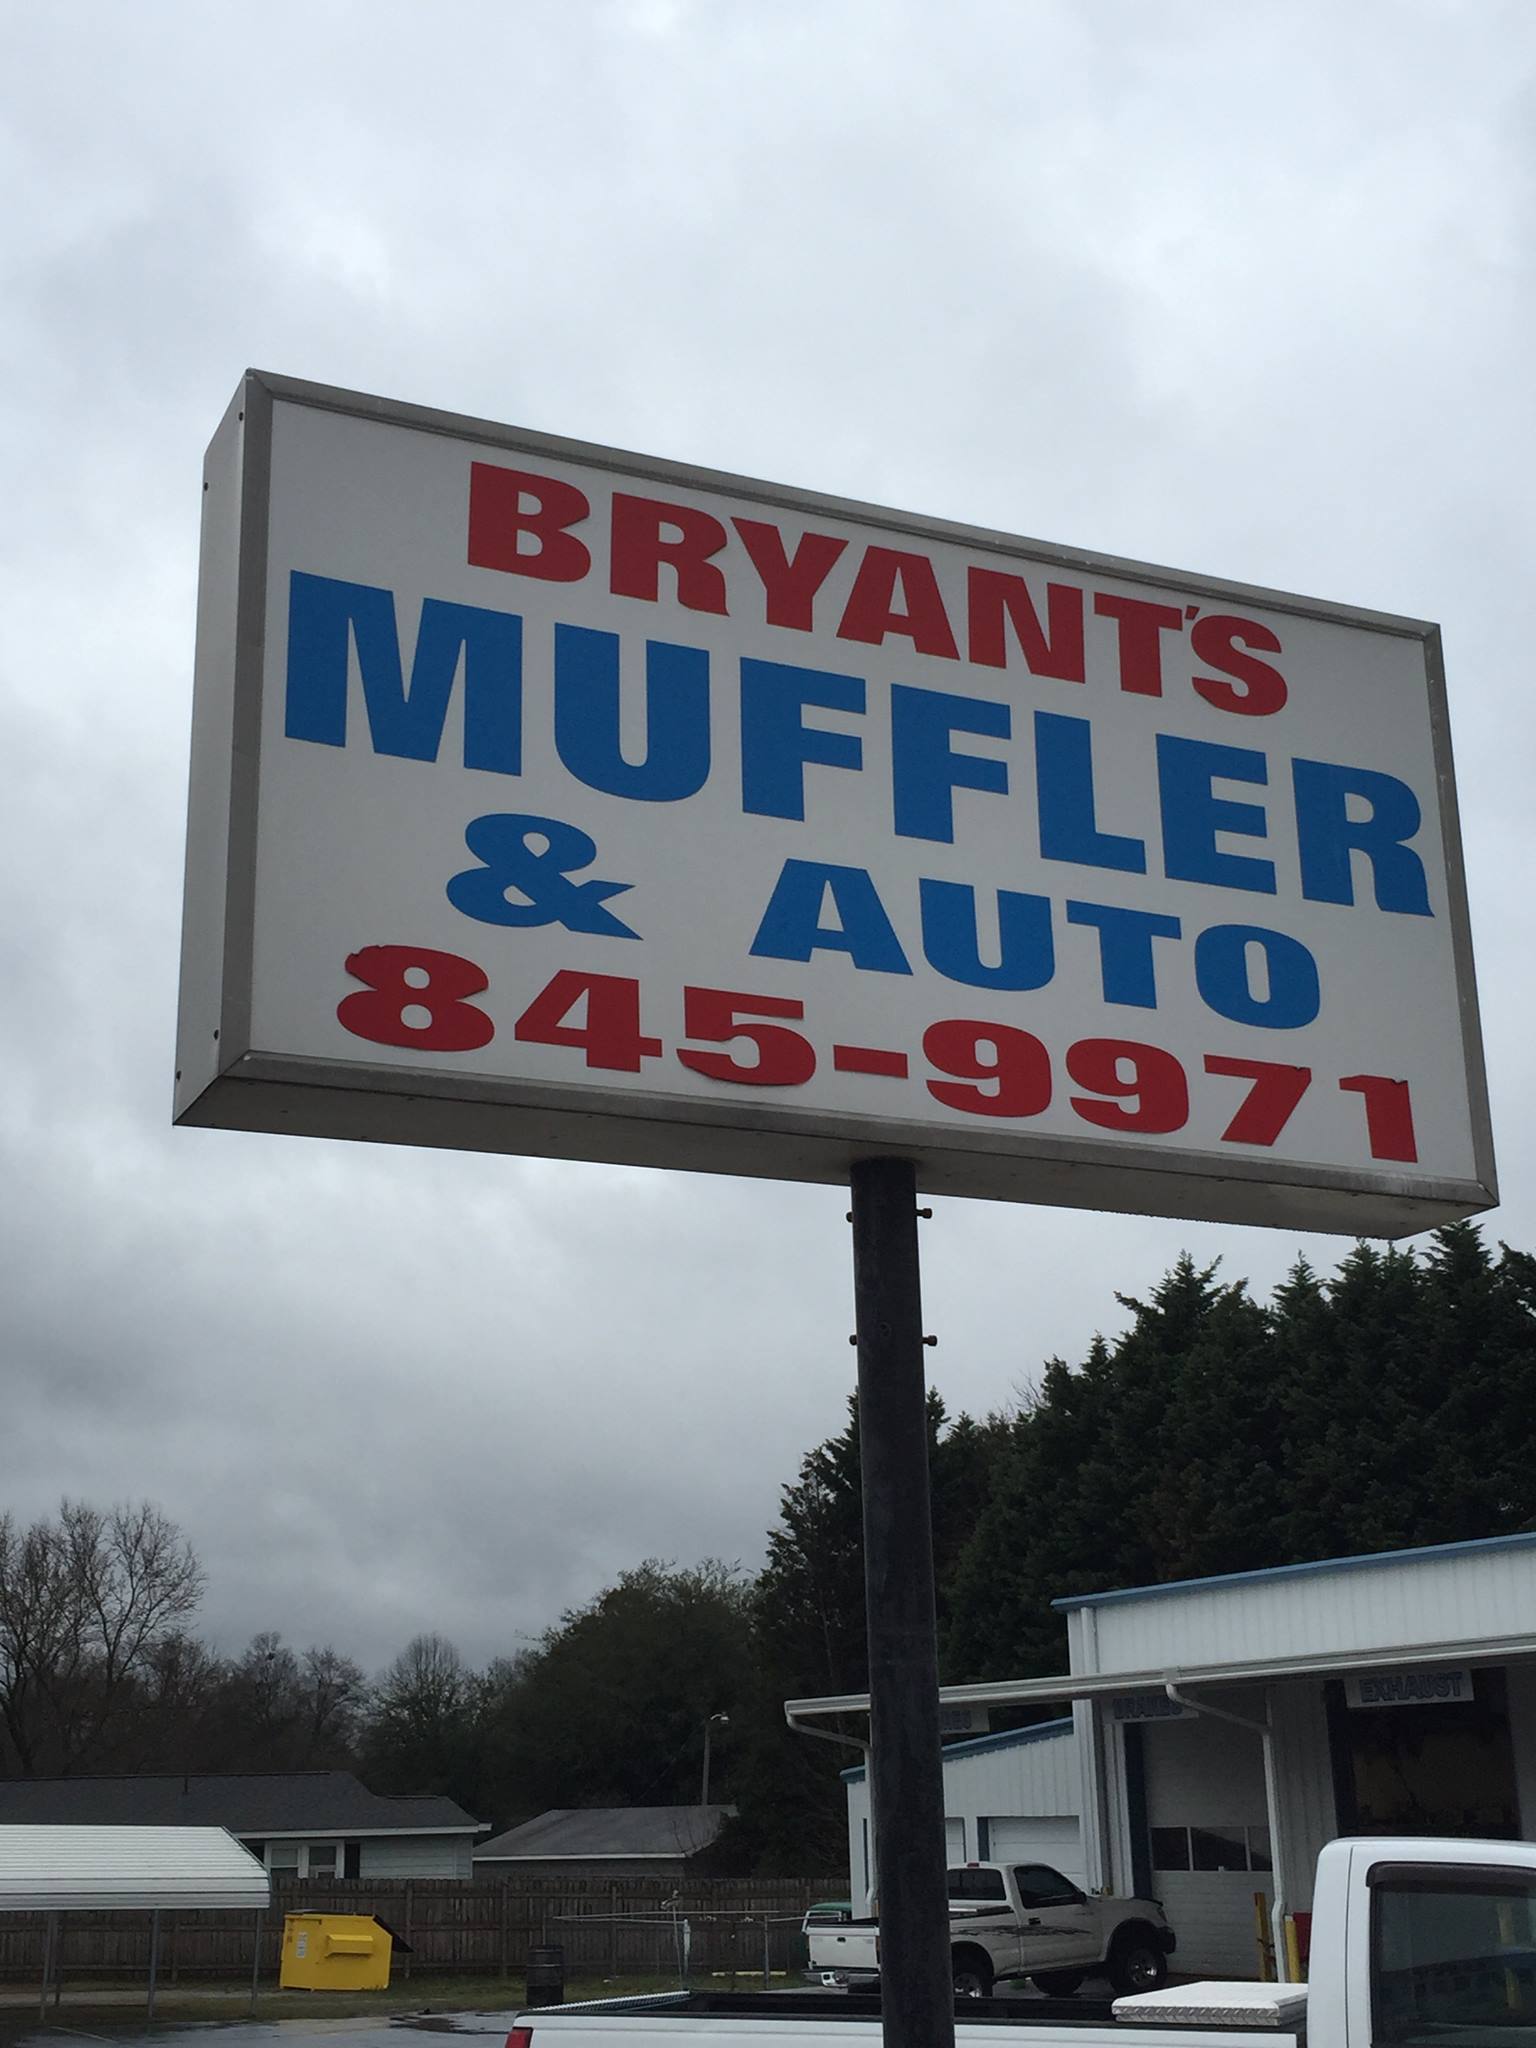 BRYANT'S
MUFFLER
& AUTO
845-9971
BRAKES
EXHAUST